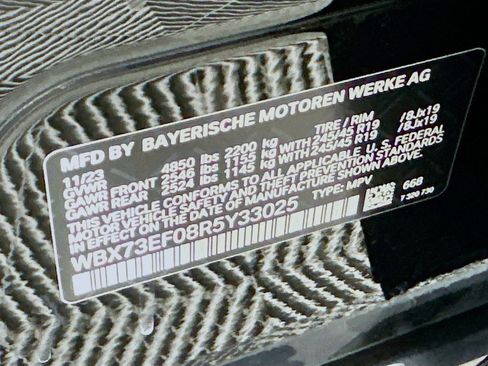 MFD BY BAYERISCHE MOTOREN WERKE AG
11/23 TIRE / RIM
GVWR 4850 lbs 2200 kg
GAWR FRONT 2546 lbs 1155 kg WITH 245/45 R19 /8Jx19
GAWR REAR 2524 lbs 1145 kg WITH 245/45 R19 /8Jx19
THIS VEHICLE CONFORMS TO ALL APPLICABLE U.S. FEDERAL
MOTOR VEHICLE SAFETY AND THEFT PREVENTION STANDARDS
IN EFFECT ON THE DATE OF MANUFACTURE SHOWN ABOVE.
WBX73EF08R5Y33025 TYPE: MPV 668
7 320 730